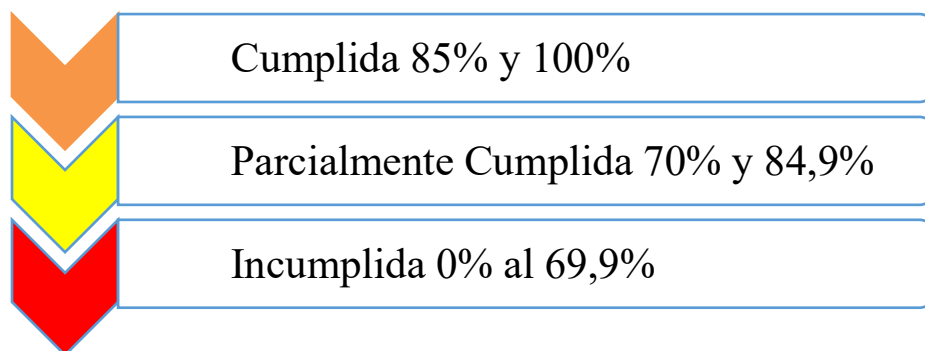 Cumplida 85% y 100%
Parcialmente Cumplida 70% y 84,9%
Incumplida 0% al 69,9%